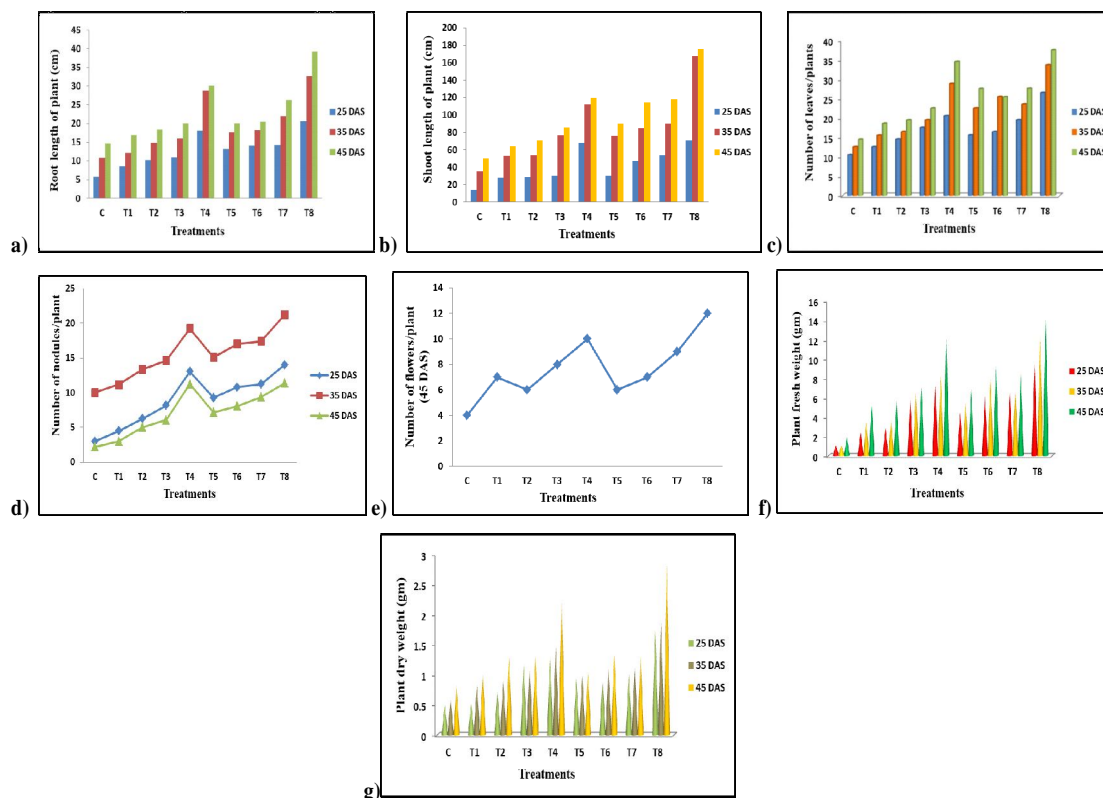 45
40
35
30
25
20
15
10
5
0
Root length of plant (cm)
C T1 T2 T3 T4 T5 T6 T7 T8
Treatments
25 DAS
35 DAS
45 DAS
a)
200
180
160
140
120
100
80
60
40
20
0
Shoot length of plant (cm)
C T1 T2 T3 T4 T5 T6 T7 T8
Treatments
25 DAS
35 DAS
45 DAS
b)
40
35
30
25
20
15
10
5
0
Number of leaves/plants
C T1 T2 T3 T4 T5 T6 T7 T8
Treatments
25 DAS
35 DAS
45 DAS
c)
25
20
15
10
5
0
Number of nodules/plant
C T1 T2 T3 T4 T5 T6 T7 T8
Treatments
25 DAS
35 DAS
45 DAS
d)
14
12
10
8
6
4
2
0
Number of flowers/plant
(45 DAS)
C T1 T2 T3 T4 T5 T6 T7 T8
Treatments
e)
16
14
12
10
8
6
4
2
0
Plant fresh weight (gm)
C T1 T2 T3 T4 T5 T6 T7 T8
Treatments
25 DAS
35 DAS
45 DAS
f)
3
2.5
2
1.5
1
0.5
0
Plant dry weight (gm)
C T1 T2 T3 T4 T5 T6 T7 T8
Treatments
25 DAS
35 DAS
45 DAS
g)